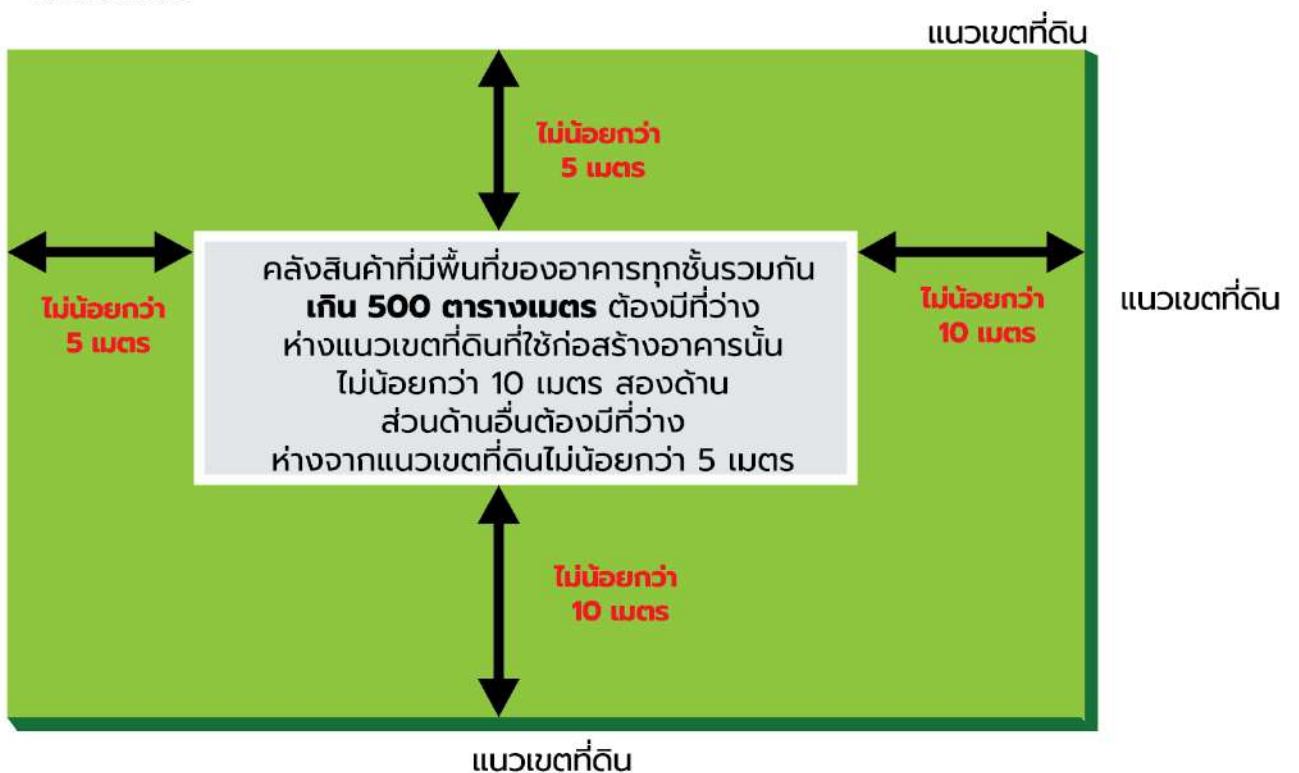 แนวเขตที่ดิน
ไม่น้อยกว่า
5 เมตร
คลังสินค้าที่มีพื้นที่ของอาคารทุกชั้นรวมกัน
เกิน 500 ตารางเมตร ต้องมีที่ว่าง
ห่างแนวเขตที่ดินที่ใช้ก่อสร้างอาคารนั้น
ไม่น้อยกว่า 10 เมตร สองด้าน
ส่วนด้านอื่นต้องมีที่ว่าง
ห่างจากแนวเขตที่ดินไม่น้อยกว่า 5 เมตร
ไม่น้อยกว่า
5 เมตร
ไม่น้อยกว่า
10 เมตร
แนวเขตที่ดิน
ไม่น้อยกว่า
10 เมตร
แนวเขตที่ดิน